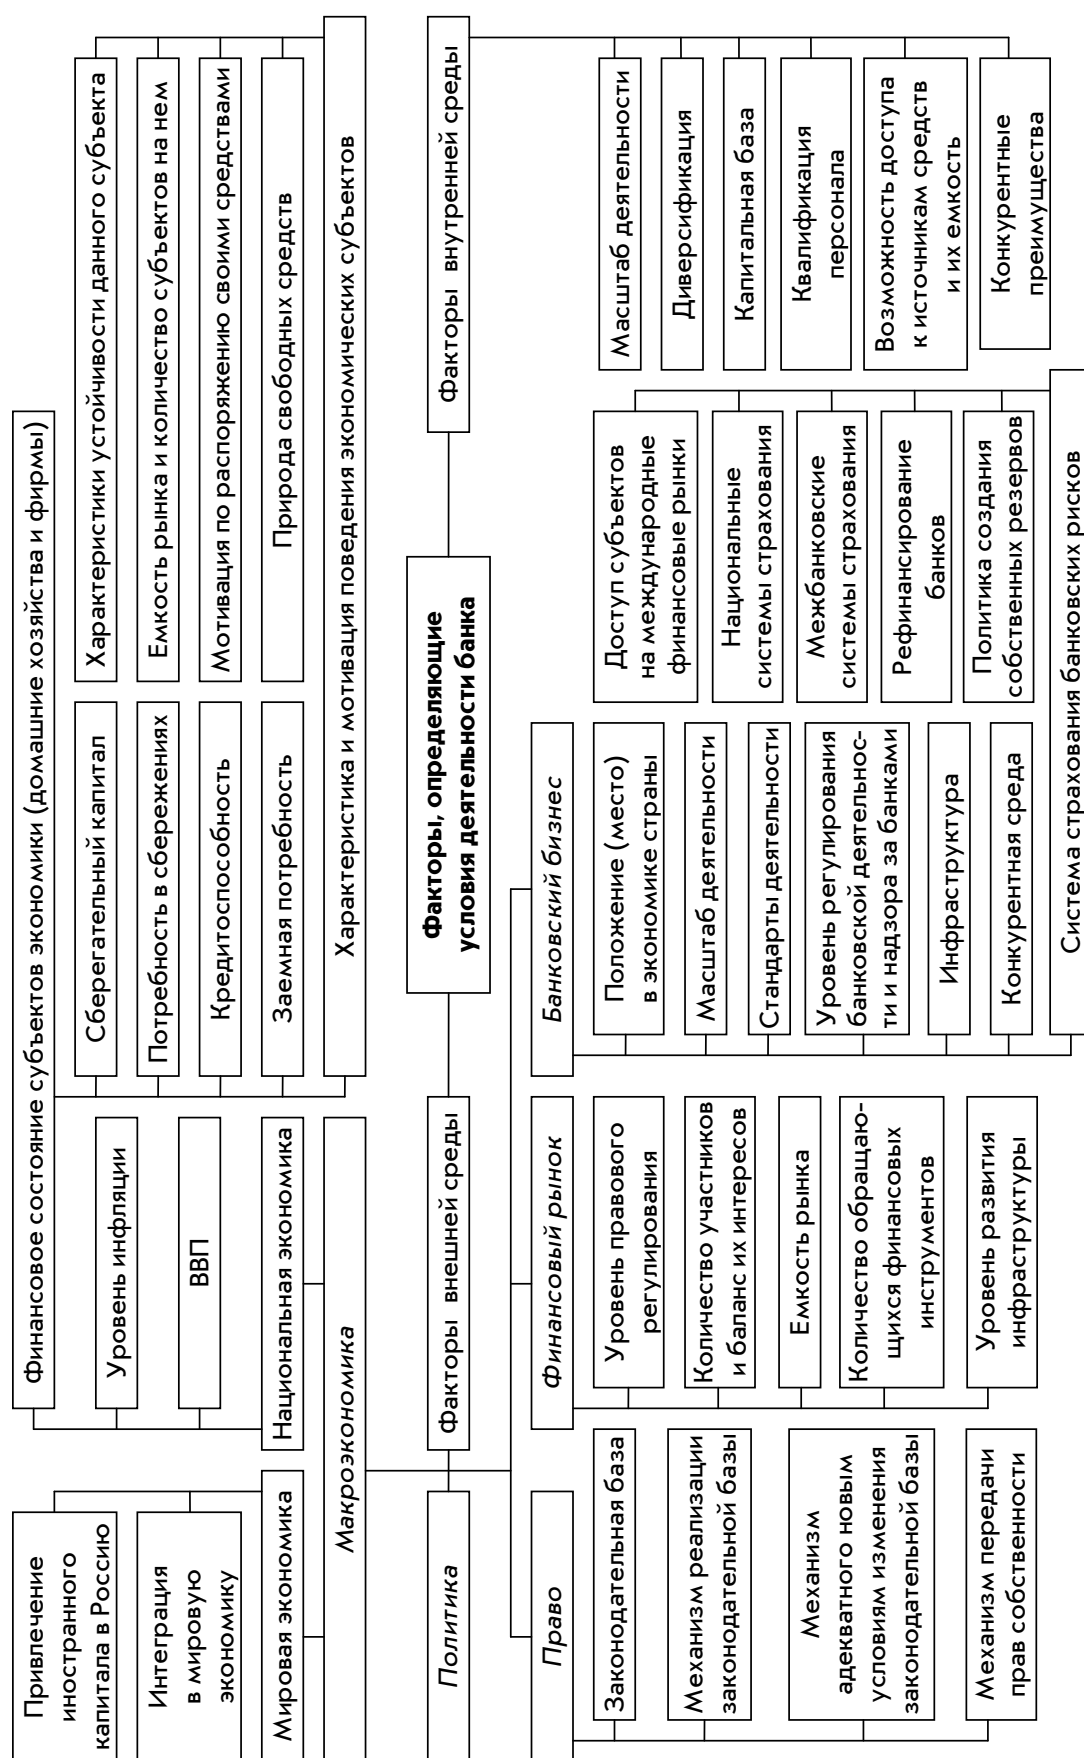 Привлечение
иностранного
капитала в Россию
Интеграция
в мировую
экономику
Мировая экономика
Финансовое состояние субъектов экономики (домашние хозяйства и фирмы)
Уровень инфляции
ВВП
Национальная экономика
Сберегательный капитал
Потребность в сбережениях
Кредитоспособность
Заемная потребность
Характеристики устойчивости данного субъекта
Емкость рынка и количество субъектов на нем
Мотивация по распоряжению своими средствами
Природа свободных средств
Макроэкономика
Характеристика и мотивация поведения экономических субъектов
Политика
Факторы внешней среды
Факторы, определяющие
условия деятельности банка
Факторы внутренней среды
Право
Законодательная база
Механизм реализации
законодательной базы
Механизм
адекватного новым
условиям изменения
законодательной базы
Механизм передачи
прав собственности
Финансовый рынок
Уровень правового
регулирования
Количество участников
и баланс их интересов
Емкость рынка
Количество обращаю-
щихся финансовых
инструментов
Уровень развития
инфраструктуры
Банковский бизнес
Положение (место)
в экономике страны
Масштаб деятельности
Стандарты деятельности
Уровень регулирования
банковской деятельнос-
ти и надзора за банками
Инфраструктура
Конкурентная среда
Система страхования банковских рисков
Доступ субъектов
на международные
финансовые рынки
Национальные
системы страхования
Межбанковские
системы страхования
Рефинансирование
банков
Политика создания
собственных резервов
Масштаб деятельности
Диверсификация
Капитальная база
Квалификация
персонала
Возможность доступа
к источникам средств
и их емкость
Конкурентные
преимущества